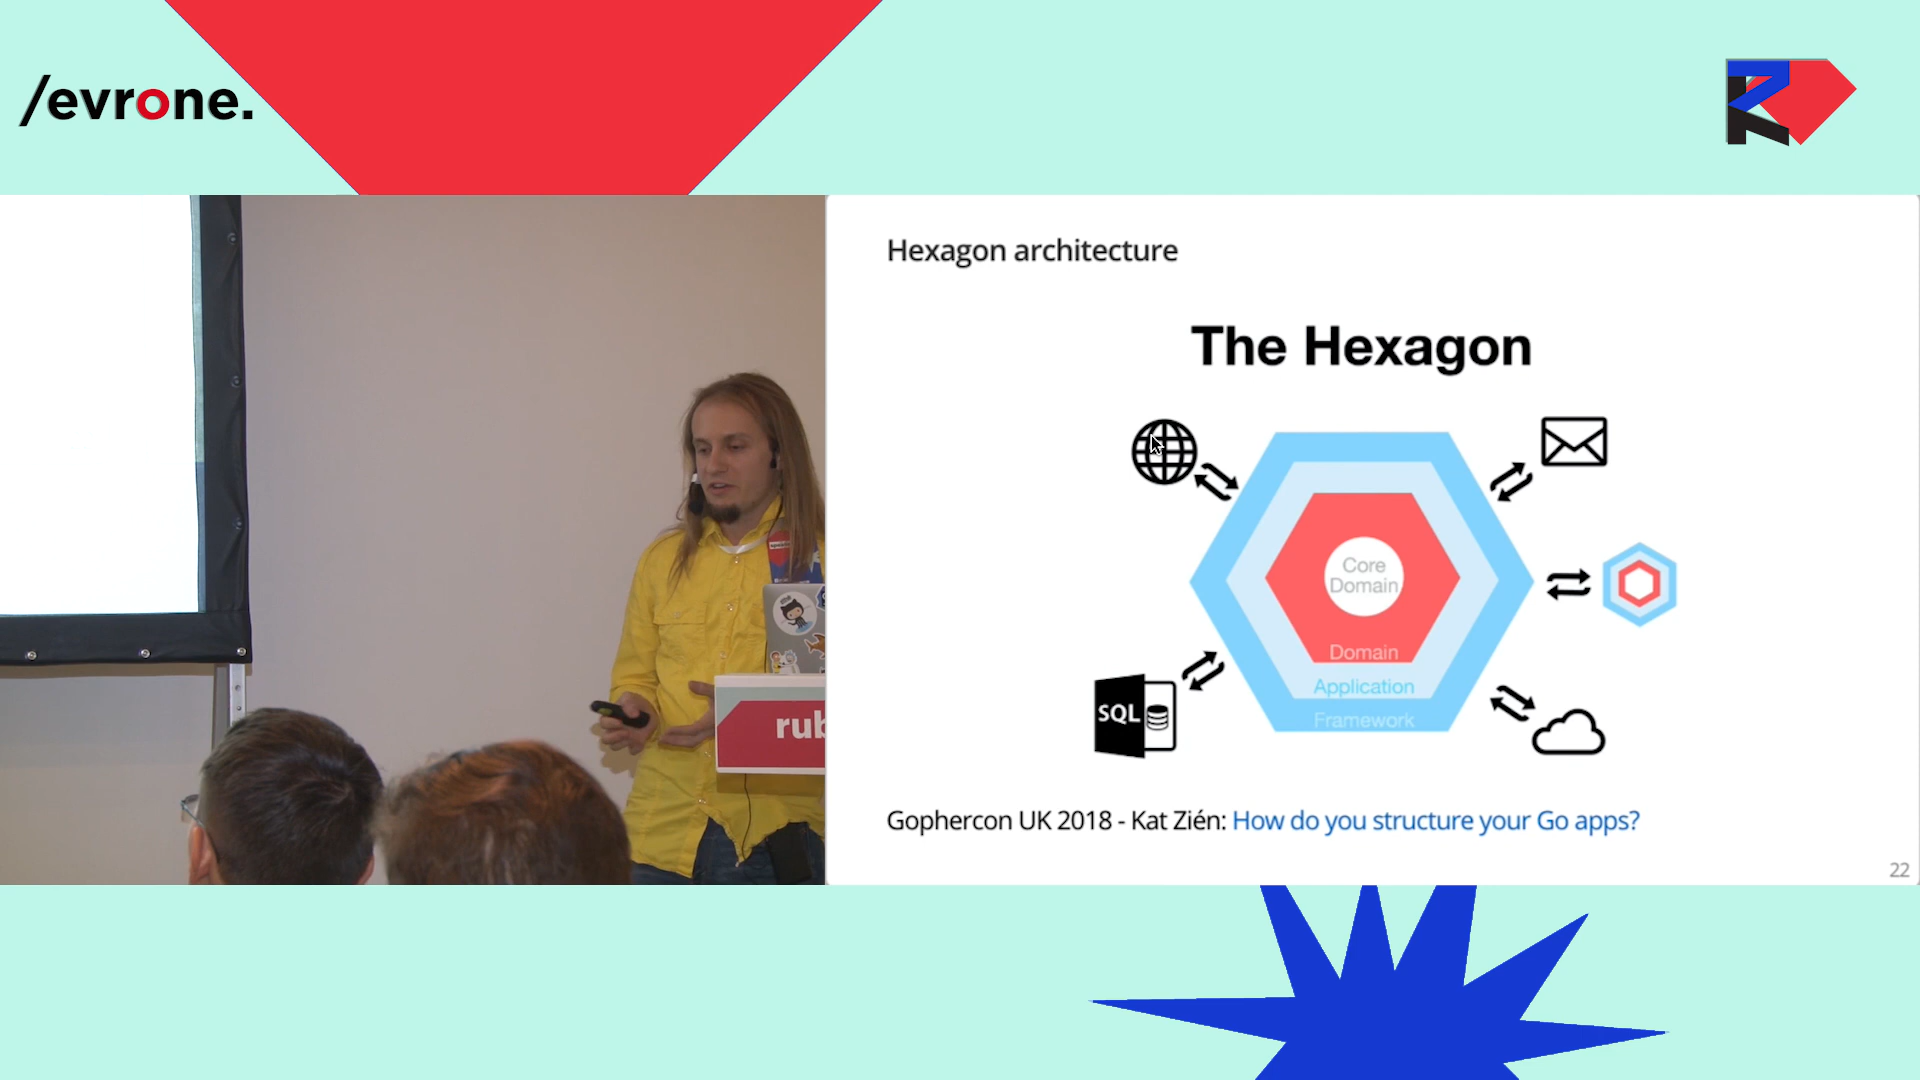 /evrone.
Hexagon architecture
The Hexagon
Core
Domain
Domain
Application
Framework
SQL
Gophercon UK 2018 - Kat Zién: How do you structure your Go apps?
22
rub